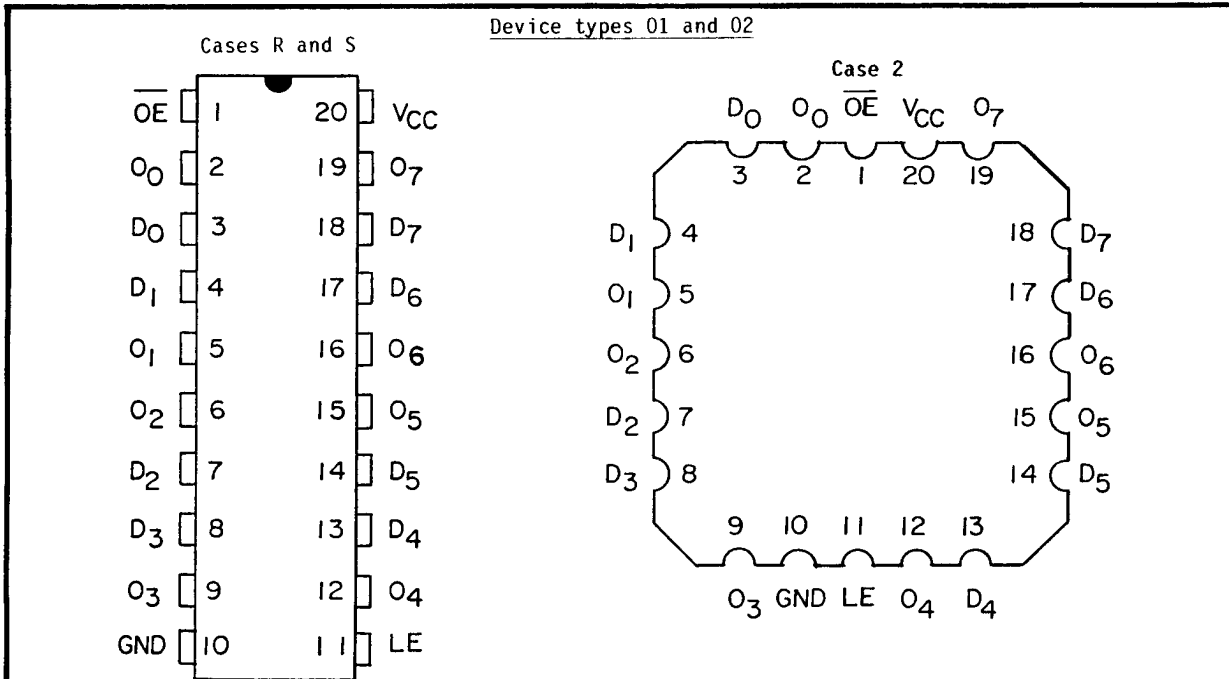 Device types 01 and 02
Cases R and S
O̅E̅ 1 20 VCC
O0 2 19 O7
D0 3 18 D7
D1 4 17 D6
O1 5 16 O6
O2 6 15 O5
D2 7 14 D5
D3 8 13 D4
O3 9 12 O4
GND 10 11 LE
Case 2
D0 O0 O̅E̅ VCC O7
3 2 1 20 19
D1 4 18 D7
O1 5 17 D6
O2 6 16 O6
D2 7 15 O5
D3 8 14 D5
9 10 11 12 13
O3 GND LE O4 D4